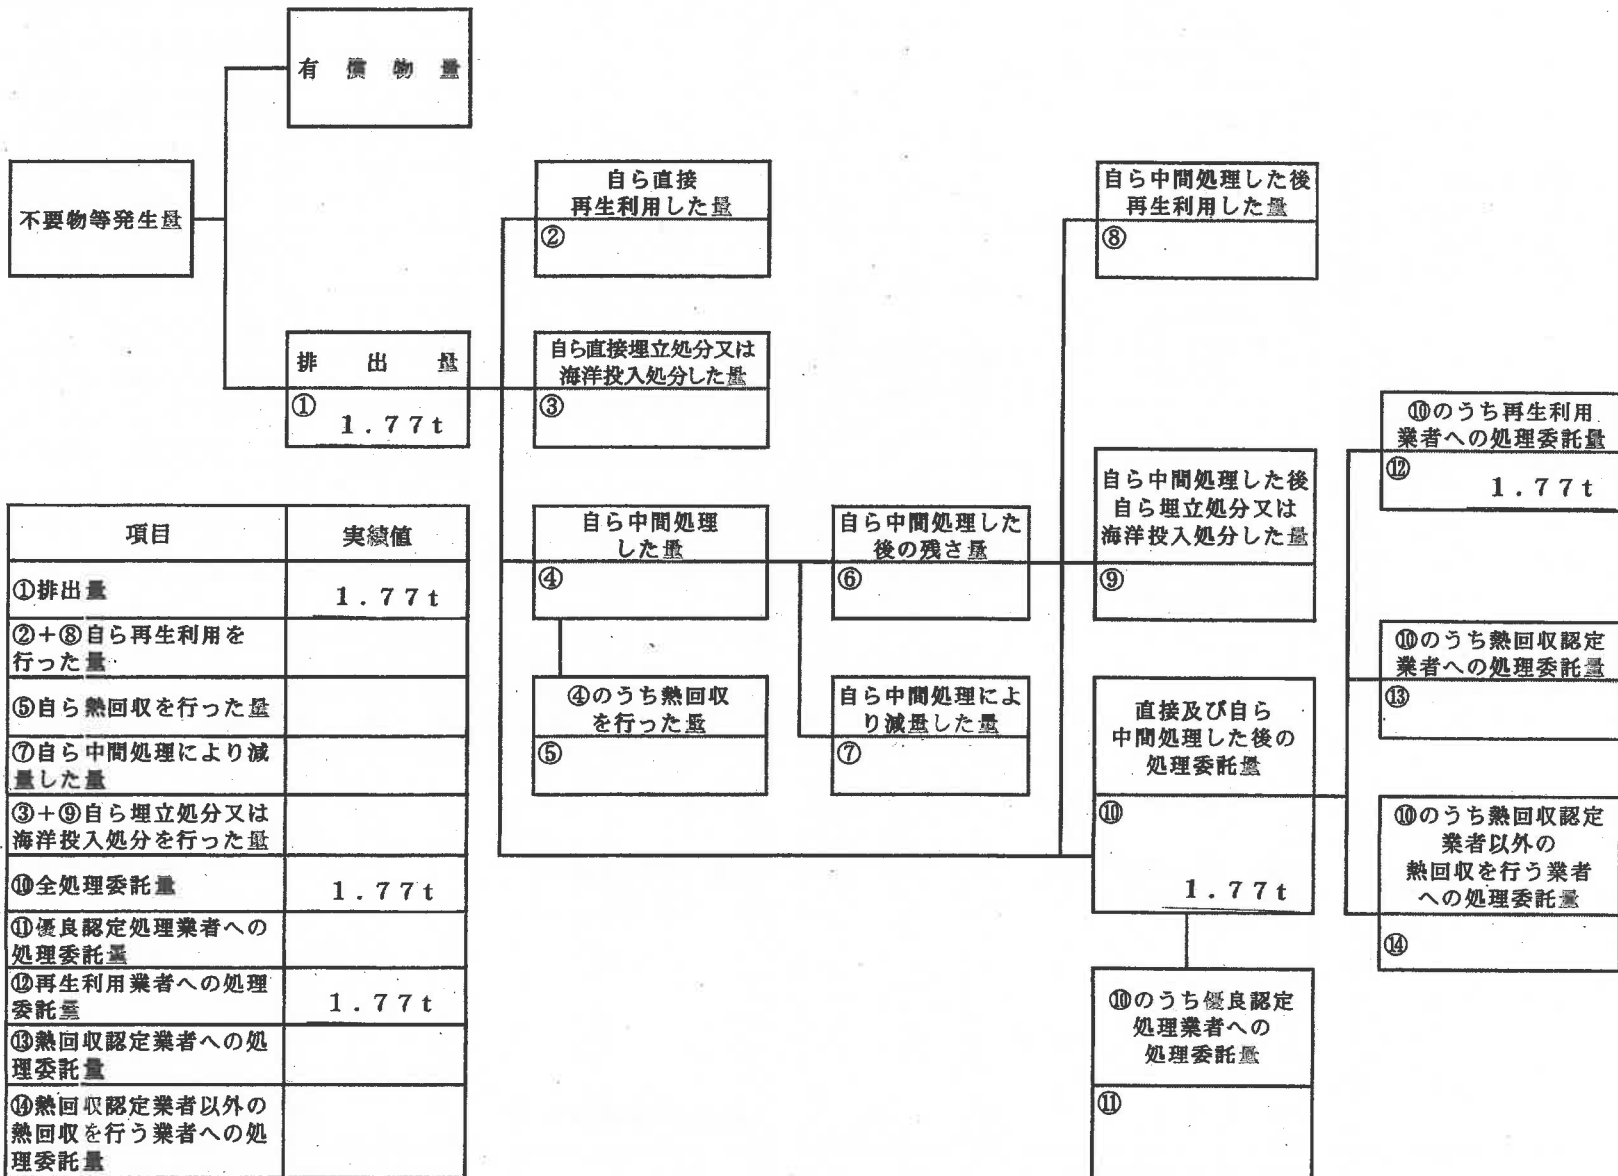 有償物量
不要物等発生量
排出量
①
1.77t
自ら直接
再生利用した量
②
自ら直接埋立処分又は
海洋投入処分した量
③
自ら中間処理
した量
④
④のうち熱回収
を行った量
⑤
自ら中間処理した
後の残さ量
⑥
自ら中間処理によ
り減量した量
⑦
自ら中間処理した後
再生利用した量
⑧
自ら中間処理した後
自ら埋立処分又は
海洋投入処分した量
⑨
直接及び自ら
中間処理した後の
処理委託量
⑩
1.77t
⑩のうち優良認定
処理業者への
処理委託量
⑪
⑩のうち再生利用
業者への処理委託量
⑫
1.77t
⑩のうち熱回収認定
業者への処理委託量
⑬
⑩のうち熱回収認定
業者以外の
熱回収を行う業者
への処理委託量
⑭
項目 実績値
①排出量 1.77t
②+⑧自ら再生利用を
行った量
⑤自ら熱回収を行った量
⑦自ら中間処理により減
量した量
③+⑨自ら埋立処分又は
海洋投入処分を行った量
⑩全処理委託量 1.77t
⑪優良認定処理業者への
処理委託量
⑫再生利用業者への処理
委託量 1.77t
⑬熱回収認定業者への処
理委託量
⑭熱回収認定業者以外の
熱回収を行う業者への処
理委託量